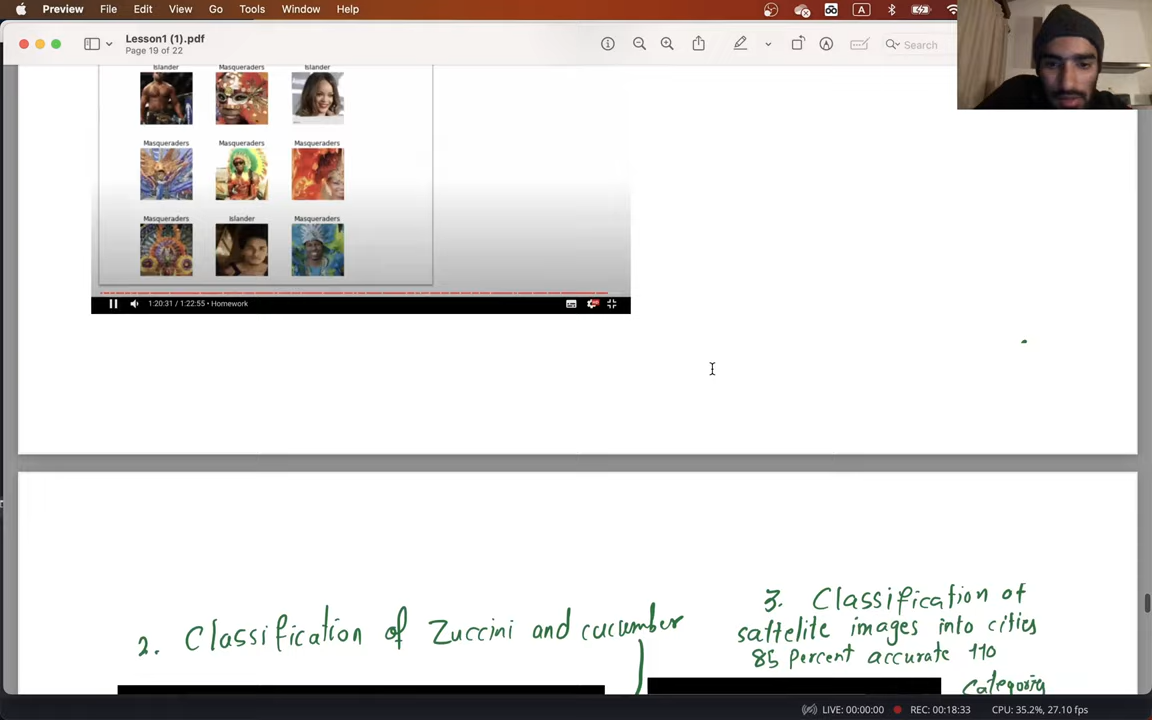 Preview File Edit View Go Tools Window Help
A
Lesson1 (1).pdf
Page 19 of 22
Search
Islander Masqueraders Islander
Masqueraders Masqueraders Masqueraders
Masqueraders Islander Masqueraders
1:20:31 / 1:22:55 • Homework
2. Classification of Zuccini and cucumber
3. Classification of
sattelite images into cities
85 Percent accurate 110
LIVE: 00:00:00 REC: 00:18:33 CPU: 35.2%, 27.10 fps